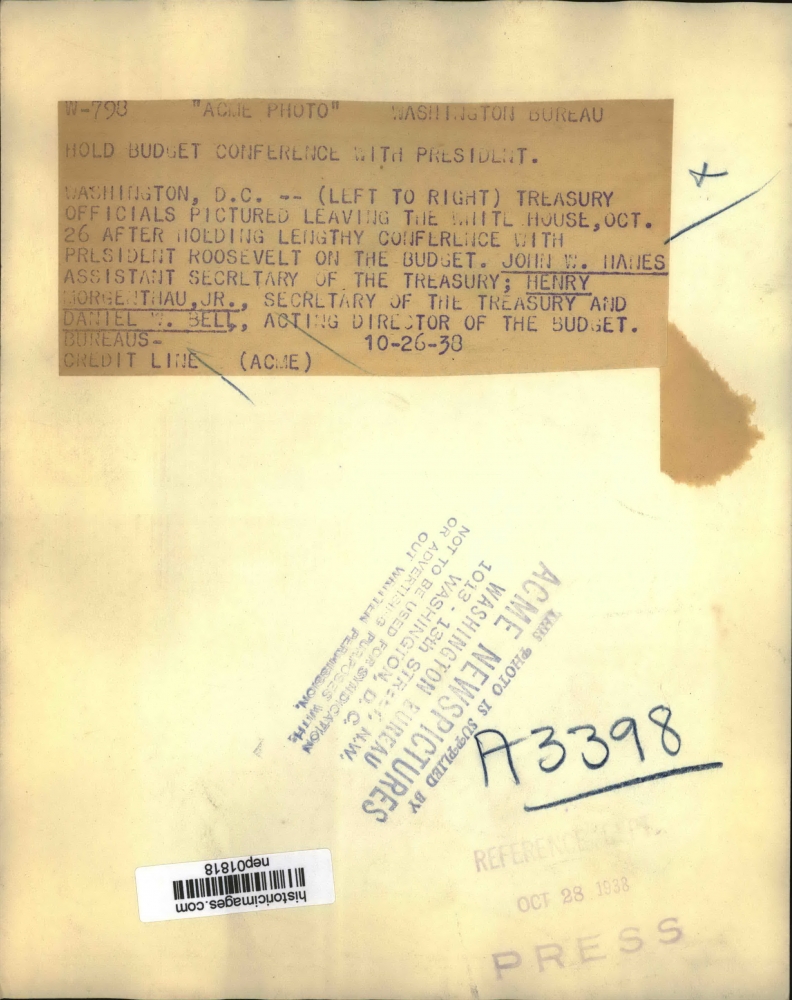 W-798 "ACME PHOTO" WASHINGTON BUREAU
HOLD BUDGET CONFERENCE WITH PRESIDENT.
WASHINGTON, D.C. -- (LEFT TO RIGHT) TREASURY
OFFICIALS PICTURED LEAVING THE WHITE HOUSE, OCT.
26 AFTER HOLDING LENGTHY CONFERENCE WITH
PRESIDENT ROOSEVELT ON THE BUDGET. JOHN W. HANES
ASSISTANT SECRETARY OF THE TREASURY; HENRY
MORGENTHAU, JR., SECRETARY OF THE TREASURY AND
DANIEL W. BELL, ACTING DIRECTOR OF THE BUDGET.
BUREAUS- 10-26-38
CREDIT LINE (ACME)
THIS PHOTO IS SUPPLIED BY
ACME NEWSPICTURES
WASHINGTON BUREAU
1013 - 13th STREET, N.W.
WASHINGTON, D. C.
NOT TO BE USED FOR SYNDICATION
OR ADVERTISING PURPOSES WITH-
OUT WRITTEN PERMISSION.
A3398
historicimages.com
nep01818
REFERENCE
OCT 28 1938
PRESS